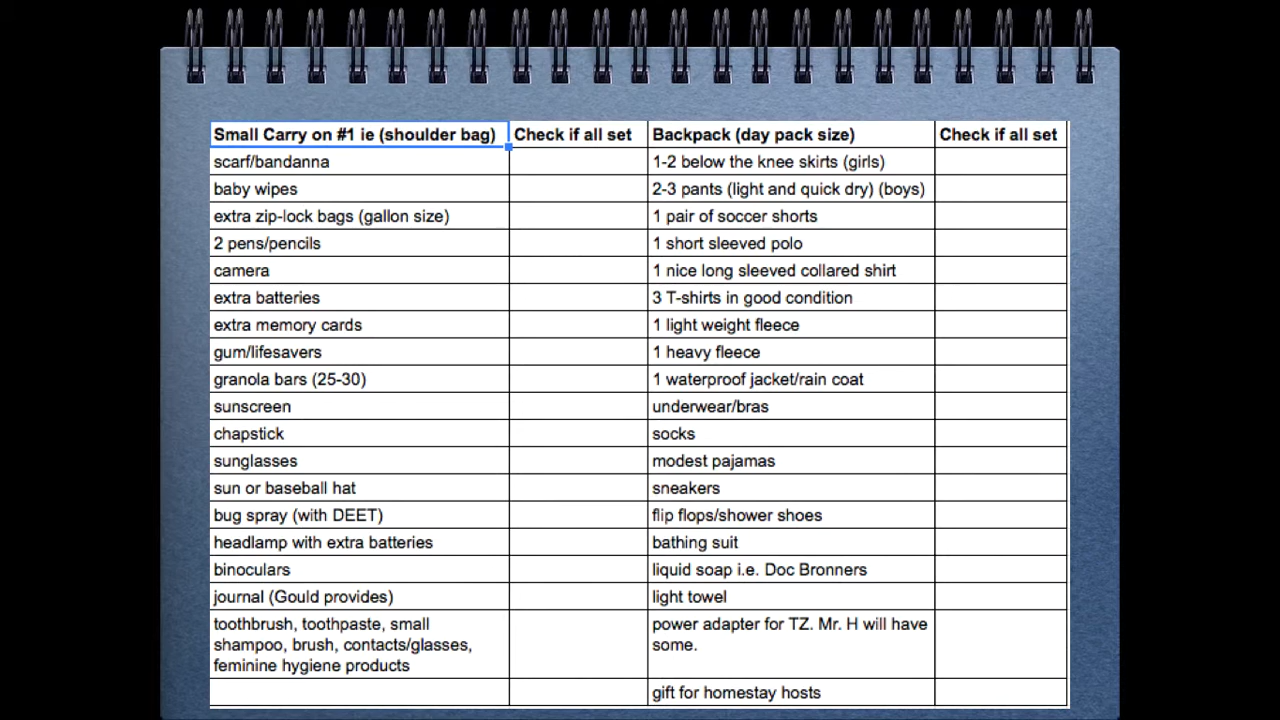 Small Carry on #1 ie (shoulder bag) Check if all set Backpack (day pack size) Check if all set
scarf/bandanna 1-2 below the knee skirts (girls)
baby wipes 2-3 pants (light and quick dry) (boys)
extra zip-lock bags (gallon size) 1 pair of soccer shorts
2 pens/pencils 1 short sleeved polo
camera 1 nice long sleeved collared shirt
extra batteries 3 T-shirts in good condition
extra memory cards 1 light weight fleece
gum/lifesavers 1 heavy fleece
granola bars (25-30) 1 waterproof jacket/rain coat
sunscreen underwear/bras
chapstick socks
sunglasses modest pajamas
sun or baseball hat sneakers
bug spray (with DEET) flip flops/shower shoes
headlamp with extra batteries bathing suit
binoculars liquid soap i.e. Doc Bronners
journal (Gould provides) light towel
toothbrush, toothpaste, small power adapter for TZ. Mr. H will have
shampoo, brush, contacts/glasses, some.
feminine hygiene products
gift for homestay hosts